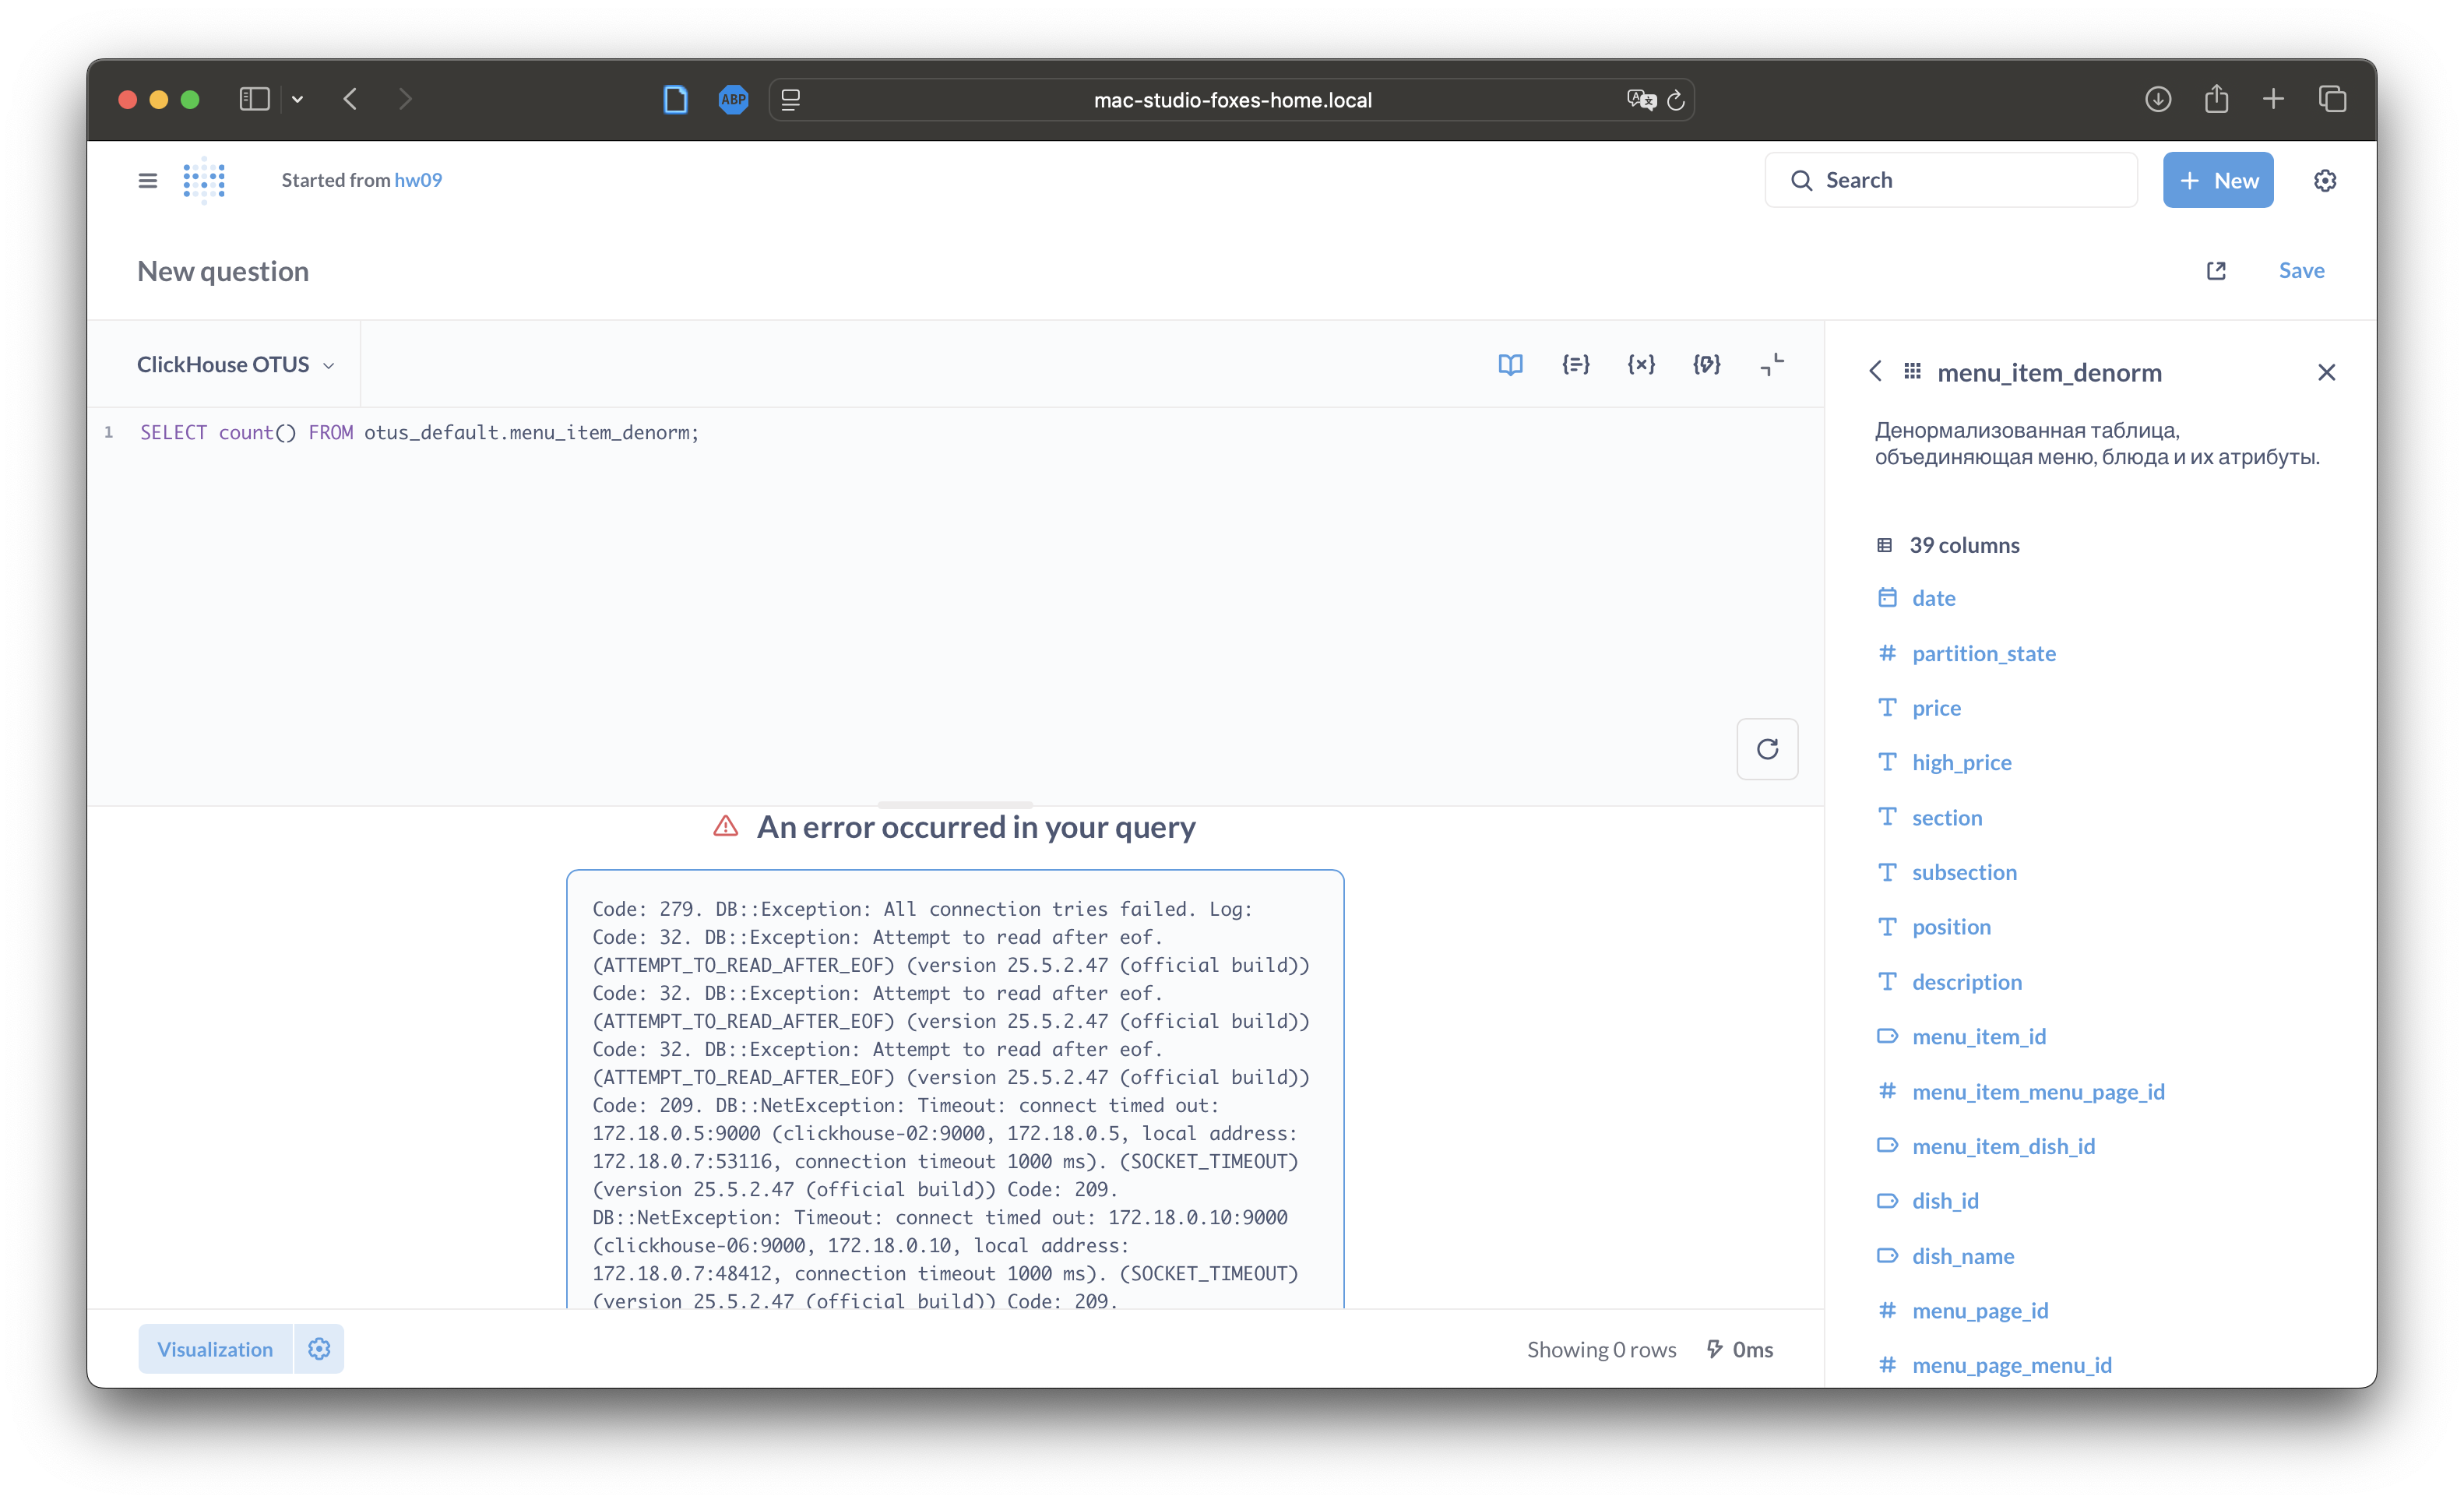 ABP
mac-studio-foxes-home.local
Started from hw09
Search
+ New
New question
Save
ClickHouse OTUS
1 SELECT count() FROM otus_default.menu_item_denorm;
An error occurred in your query
Code: 279. DB::Exception: All connection tries failed. Log:
Code: 32. DB::Exception: Attempt to read after eof.
(ATTEMPT_TO_READ_AFTER_EOF) (version 25.5.2.47 (official build))
Code: 32. DB::Exception: Attempt to read after eof.
(ATTEMPT_TO_READ_AFTER_EOF) (version 25.5.2.47 (official build))
Code: 32. DB::Exception: Attempt to read after eof.
(ATTEMPT_TO_READ_AFTER_EOF) (version 25.5.2.47 (official build))
Code: 209. DB::NetException: Timeout: connect timed out:
172.18.0.5:9000 (clickhouse-02:9000, 172.18.0.5, local address:
172.18.0.7:53116, connection timeout 1000 ms). (SOCKET_TIMEOUT)
(version 25.5.2.47 (official build)) Code: 209.
DB::NetException: Timeout: connect timed out: 172.18.0.10:9000
(clickhouse-06:9000, 172.18.0.10, local address:
172.18.0.7:48412, connection timeout 1000 ms). (SOCKET_TIMEOUT)
(version 25.5.2.47 (official build)) Code: 209.
Visualization
Showing 0 rows
0ms
menu_item_denorm
Денормализованная таблица,
объединяющая меню, блюда и их атрибуты.
39 columns
date
partition_state
price
high_price
section
subsection
position
description
menu_item_id
menu_item_menu_page_id
menu_item_dish_id
dish_id
dish_name
menu_page_id
menu_page_menu_id